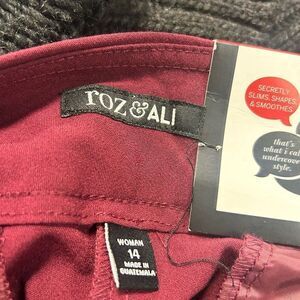 roz&ALI
SECRETLY
SLIMS, SHAPES,
& SMOOTHES
that's
what i call
undercover
style.
WOMAN
14
MADE IN
GUATEMALA